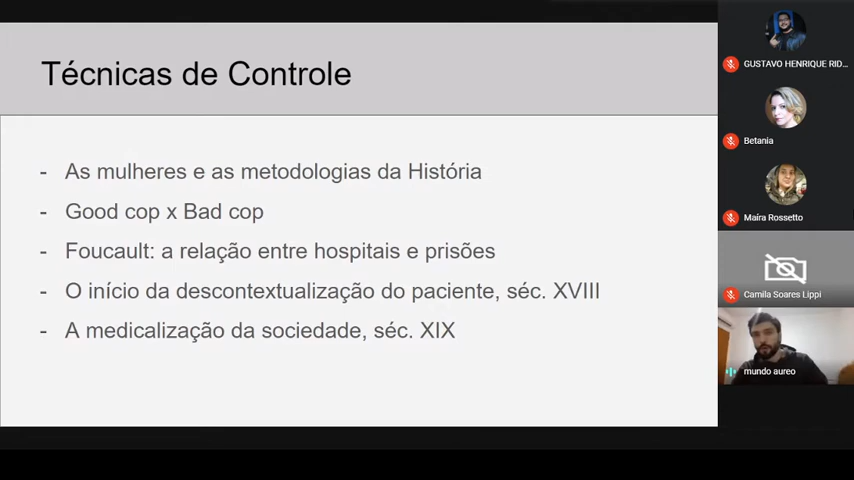 Técnicas de Controle
- As mulheres e as metodologias da História
- Good cop x Bad cop
- Foucault: a relação entre hospitais e prisões
- O início da descontextualização do paciente, séc. XVIII
- A medicalização da sociedade, séc. XIX
GUSTAVO HENRIQUE RID...
Betania
Maíra Rossetto
Camila Soares Lippi
mundo aureo